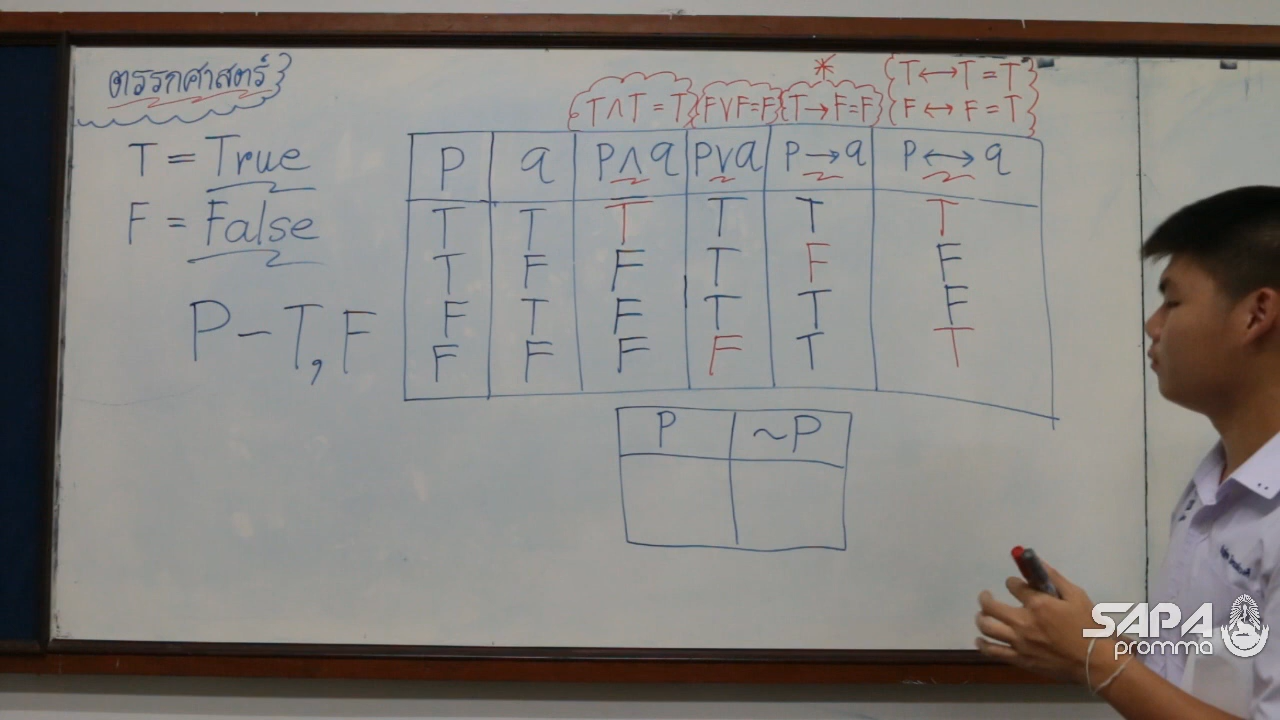 ตรรกศาสตร์
T = True
F = False
P – T, F
T∧T = T
F∨F=F
*
T→F=F
T↔T = T
F↔F = T
P q P∧q P∨q P→q P↔q
T T T T T T
T F F T F F
F T F T T F
F F F F T T
P ~P
SAPA
promma